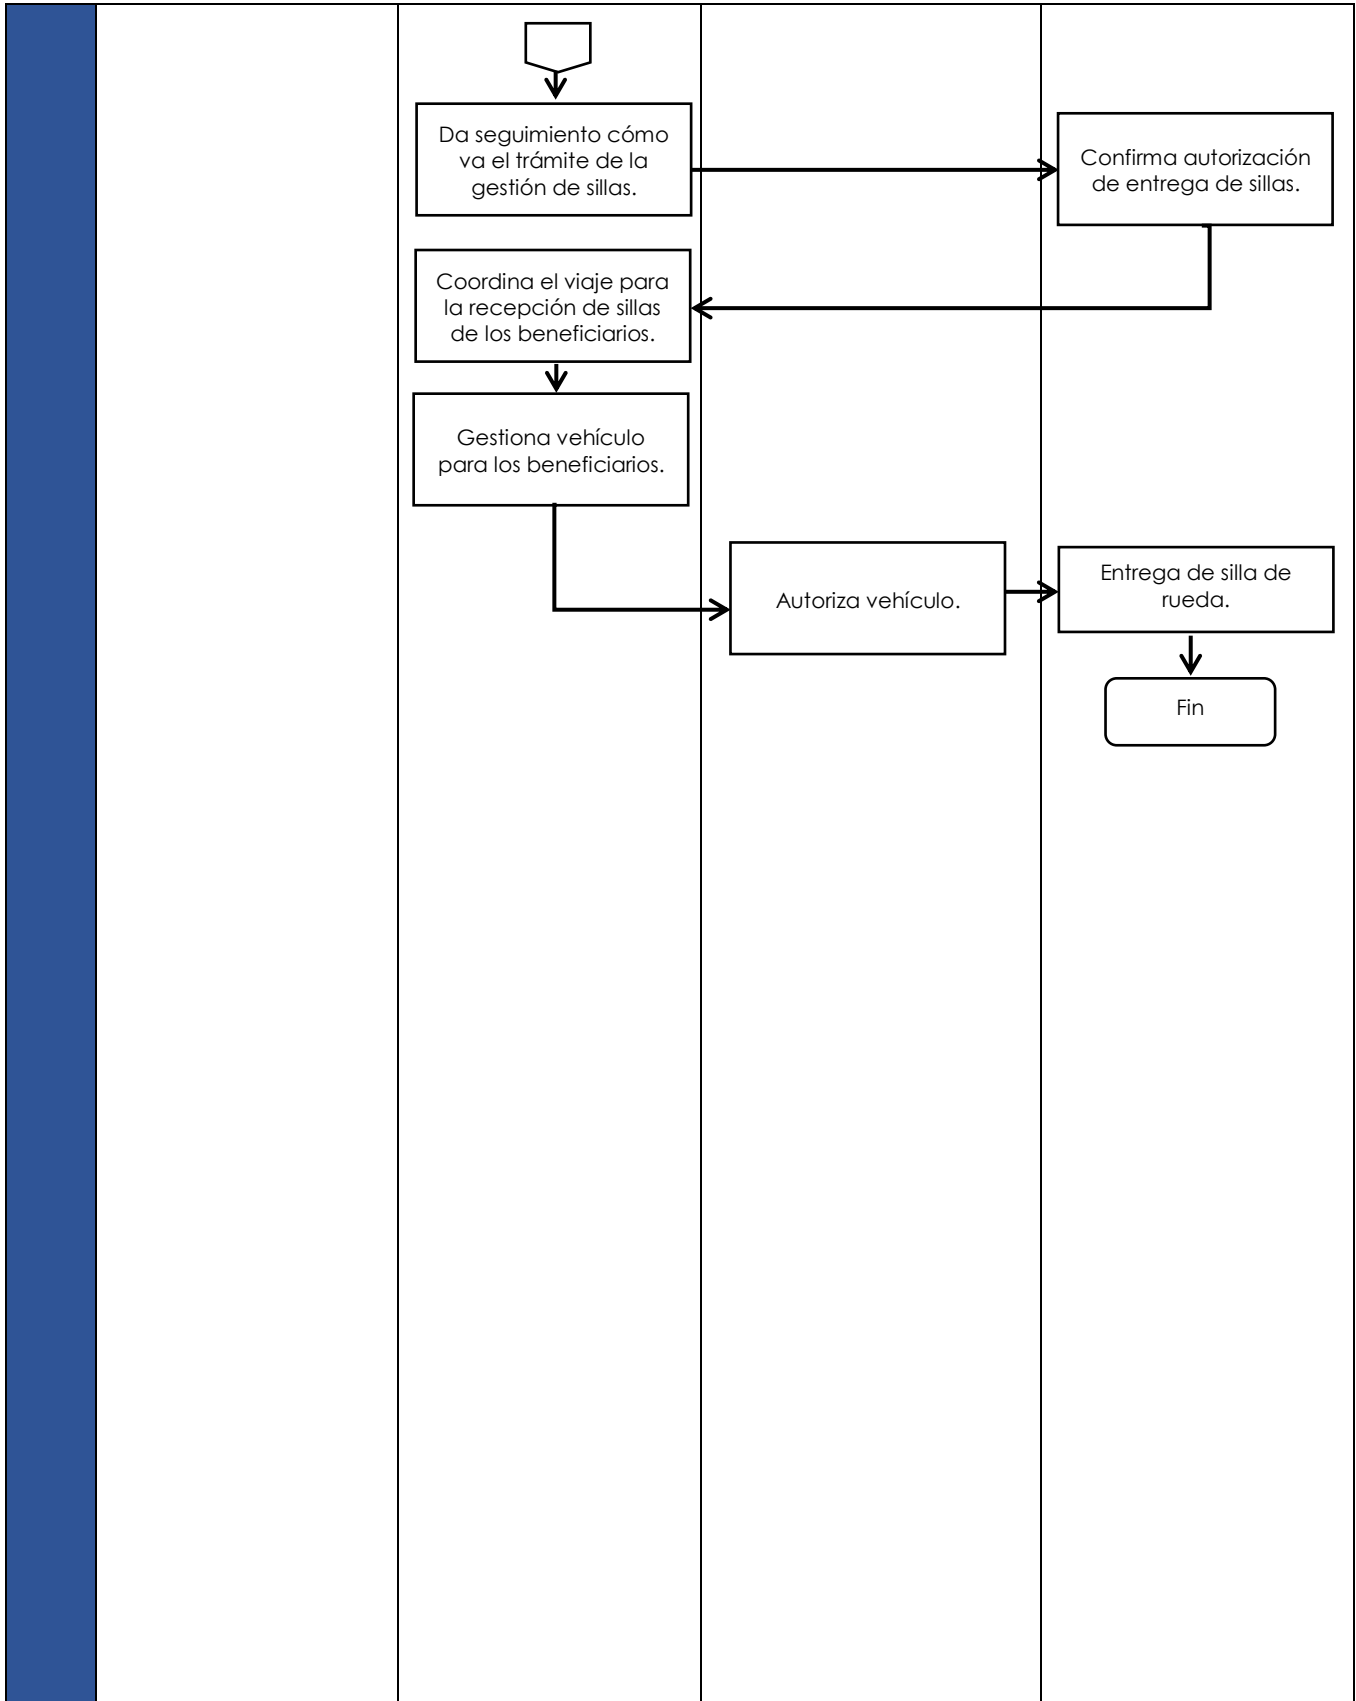 Da seguimiento cómo
va el trámite de la
gestión de sillas.
Confirma autorización
de entrega de sillas.
Coordina el viaje para
la recepción de sillas
de los beneficiarios.
Gestiona vehículo
para los beneficiarios.
Autoriza vehículo.
Entrega de silla de
rueda.
Fin